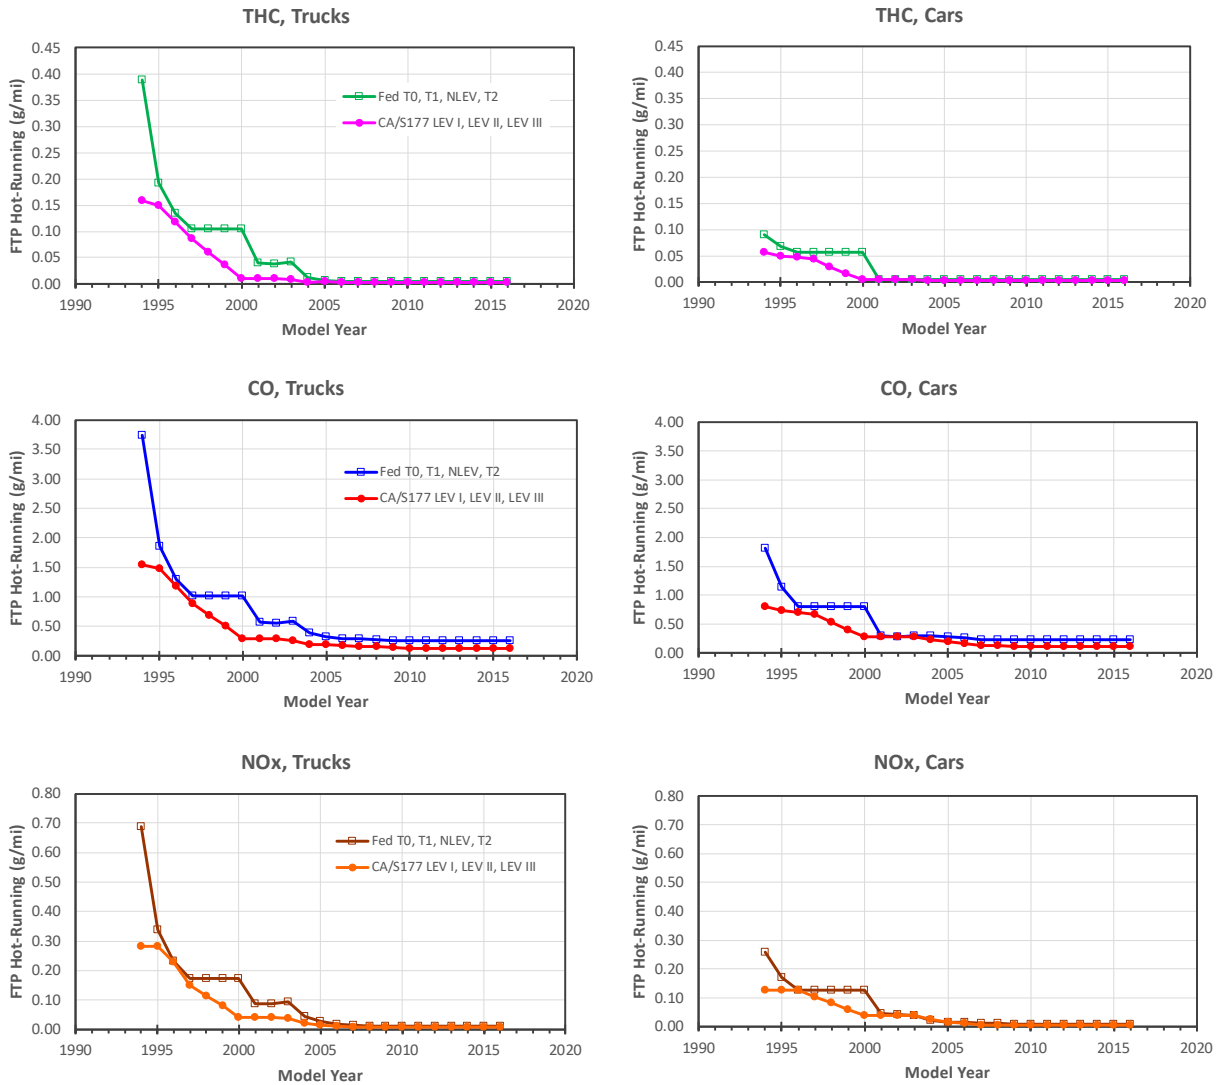 THC, Trucks
FTP Hot-Running (g/mi)
0.45
0.40
0.35
0.30
0.25
0.20
0.15
0.10
0.05
0.00
Fed T0, T1, NLEV, T2
CA/S177 LEV I, LEV II, LEV III
1990 1995 2000 2005 2010 2015 2020
Model Year
THC, Cars
FTP Hot-Running (g/mi)
0.45
0.40
0.35
0.30
0.25
0.20
0.15
0.10
0.05
0.00
1990 1995 2000 2005 2010 2015 2020
Model Year
CO, Trucks
FTP Hot-Running (g/mi)
4.00
3.50
3.00
2.50
2.00
1.50
1.00
0.50
0.00
Fed T0, T1, NLEV, T2
CA/S177 LEV I, LEV II, LEV III
1990 1995 2000 2005 2010 2015 2020
Model Year
CO, Cars
FTP Hot-Running (g/mi)
4.00
3.50
3.00
2.50
2.00
1.50
1.00
0.50
0.00
1990 1995 2000 2005 2010 2015 2020
Model Year
NOx, Trucks
FTP Hot-Running (g/mi)
0.80
0.70
0.60
0.50
0.40
0.30
0.20
0.10
0.00
Fed T0, T1, NLEV, T2
CA/S177 LEV I, LEV II, LEV III
1990 1995 2000 2005 2010 2015 2020
Model Year
NOx, Cars
FTP Hot-Running (g/mi)
0.80
0.70
0.60
0.50
0.40
0.30
0.20
0.10
0.00
1990 1995 2000 2005 2010 2015 2020
Model Year